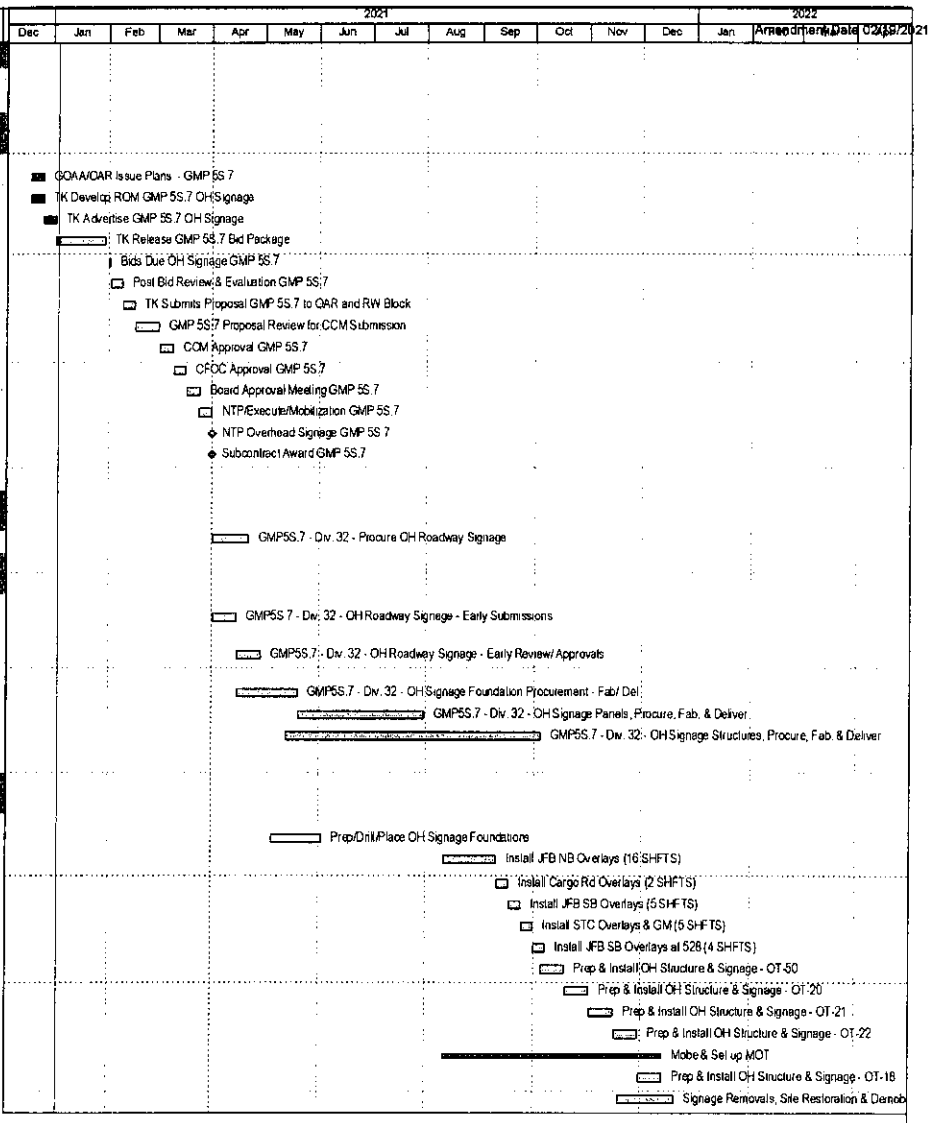 2021 2022
Dec Jan Feb Mar Apr May Jun Jul Aug Sep Oct Nov Dec Jan
Amendment Date 02/19/2021
GOAA/OAR Issue Plans - GMP 5S.7
TK Develop ROM GMP 5S.7 OH Signage
TK Advertise GMP 5S.7 OH Signage
TK Release GMP 5S.7 Bid Package
Bids Due OH Signage GMP 5S.7
Post Bid Review & Evaluation GMP 5S.7
TK Submits Proposal GMP 5S.7 to OAR and RW Block
GMP 5S.7 Proposal Review for CCM Submission
CCM Approval GMP 5S.7
CFOC Approval GMP 5S.7
Board Approval Meeting GMP 5S.7
NTP/Execute/Mobilization GMP 5S.7
NTP Overhead Signage GMP 5S.7
Subcontract Award GMP 5S.7
GMP5S.7 - Div. 32 - Procure OH Roadway Signage
GMP5S.7 - Div. 32 - OH Roadway Signage - Early Submissions
GMP5S.7 - Div. 32 - OH Roadway Signage - Early Review/Approvals
GMP5S.7 - Div. 32 - OH Signage Foundation Procurement - Fab/ Del
GMP5S.7 - Div. 32 - OH Signage Panels, Procure, Fab. & Deliver
GMP5S.7 - Div. 32 - OH Signage Structures, Procure, Fab. & Deliver
Prep/Drill/Place OH Signage Foundations
Install JFB NB Overlays (16 SHFTS)
Install Cargo Rd Overlays (2 SHFTS)
Install JFB SB Overlays (5 SHFTS)
Install STC Overlays & GM (5 SHFTS)
Install JFB SB Overlays at 528 (4 SHFTS)
Prep & Install OH Structure & Signage - OT-50
Prep & Install OH Structure & Signage - OT-20
Prep & Install OH Structure & Signage - OT-21
Prep & Install OH Structure & Signage - OT-22
Mobe & Set up MOT
Prep & Install OH Structure & Signage - OT-18
Signage Removals, Site Restoration & Demob